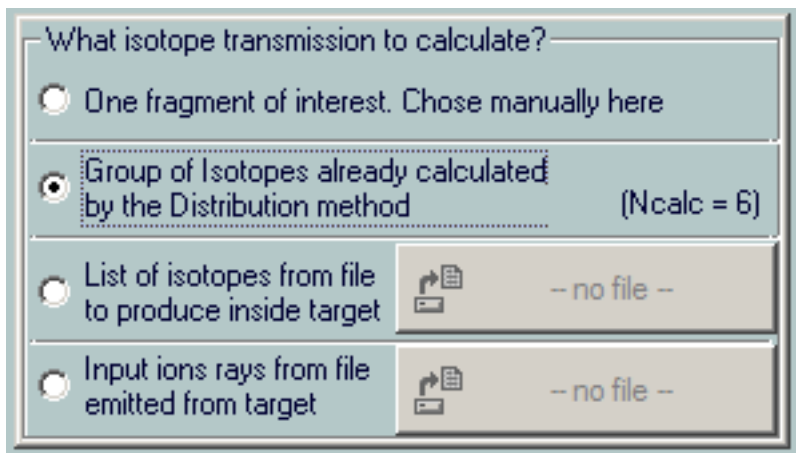 What isotope transmission to calculate?
One fragment of interest. Chose manually here
Group of Isotopes already calculated
by the Distribution method (Ncalc = 6)
List of isotopes from file
to produce inside target
-- no file --
Input ions rays from file
emitted from target
-- no file --